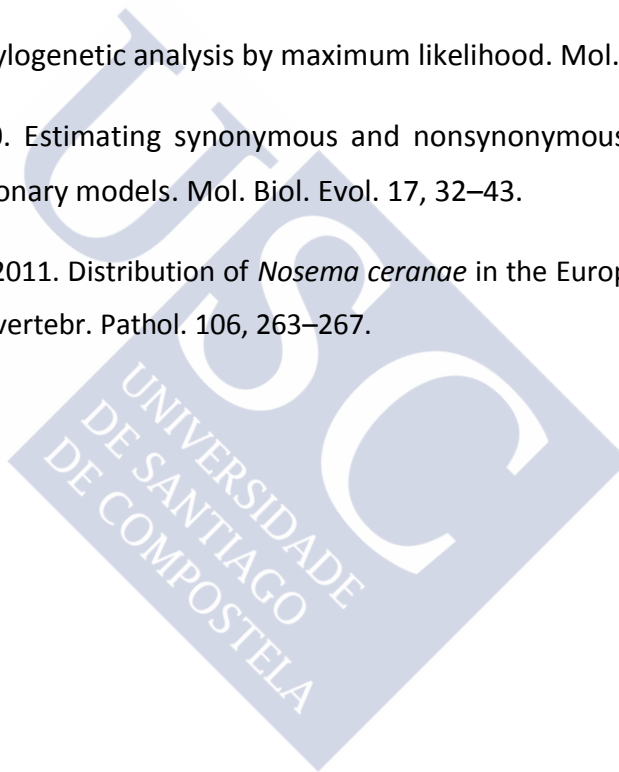 ylogenetic analysis by maximum likelihood. Mol.
). Estimating synonymous and nonsynonymous
onary models. Mol. Biol. Evol. 17, 32–43.
2011. Distribution of Nosema ceranae in the Europ
vertebr. Pathol. 106, 263–267.
USC
UNIVERSIDADE
DE SANTIAGO
DE COMPOSTELA